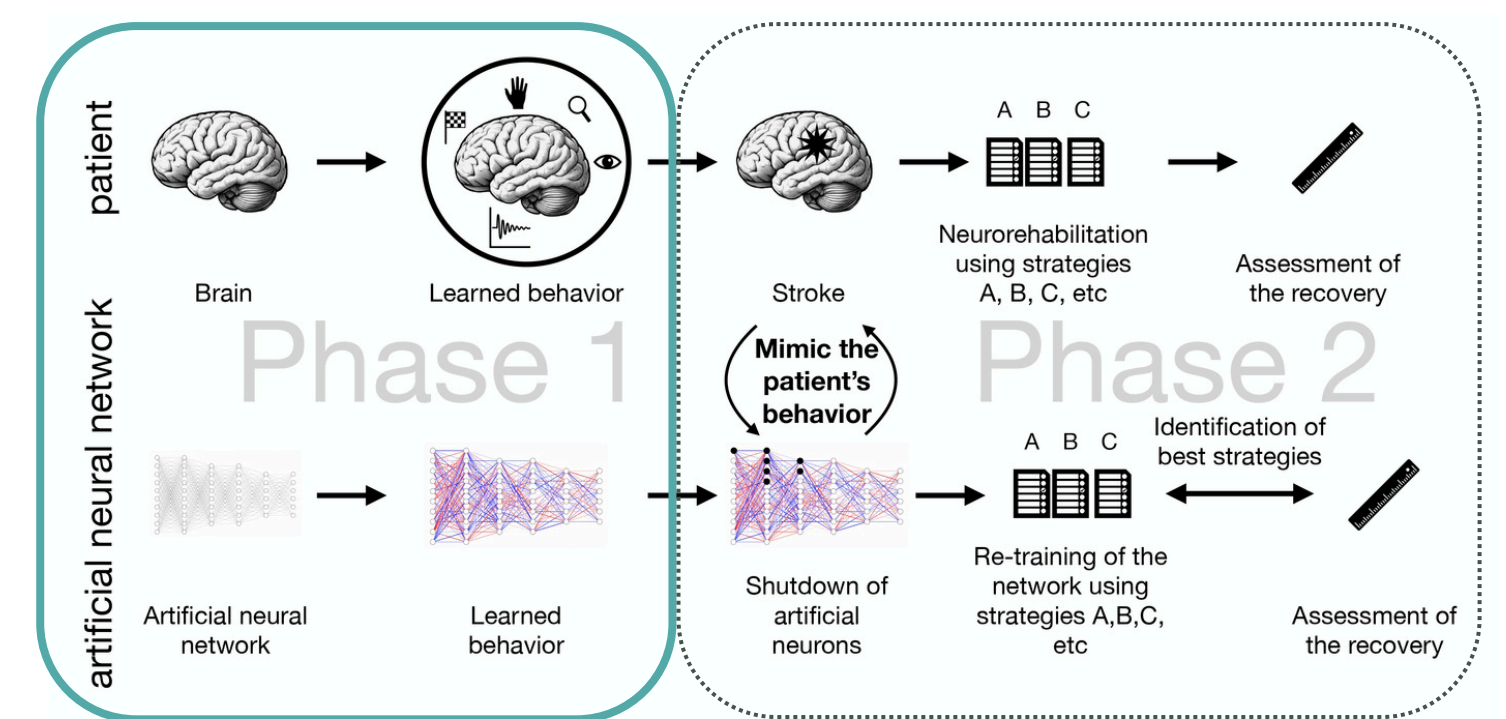 patient
Brain
Learned behavior
Stroke
A B C
Neurorehabilitation
using strategies
A, B, C, etc
Assessment of
the recovery
Phase 1
Phase 2
Mimic the
patient's
behavior
artificial neural network
Artificial neural
network
Learned
behavior
Shutdown of
artificial
neurons
A B C
Re-training of the
network using
strategies A,B,C,
etc
Identification of
best strategies
Assessment of
the recovery